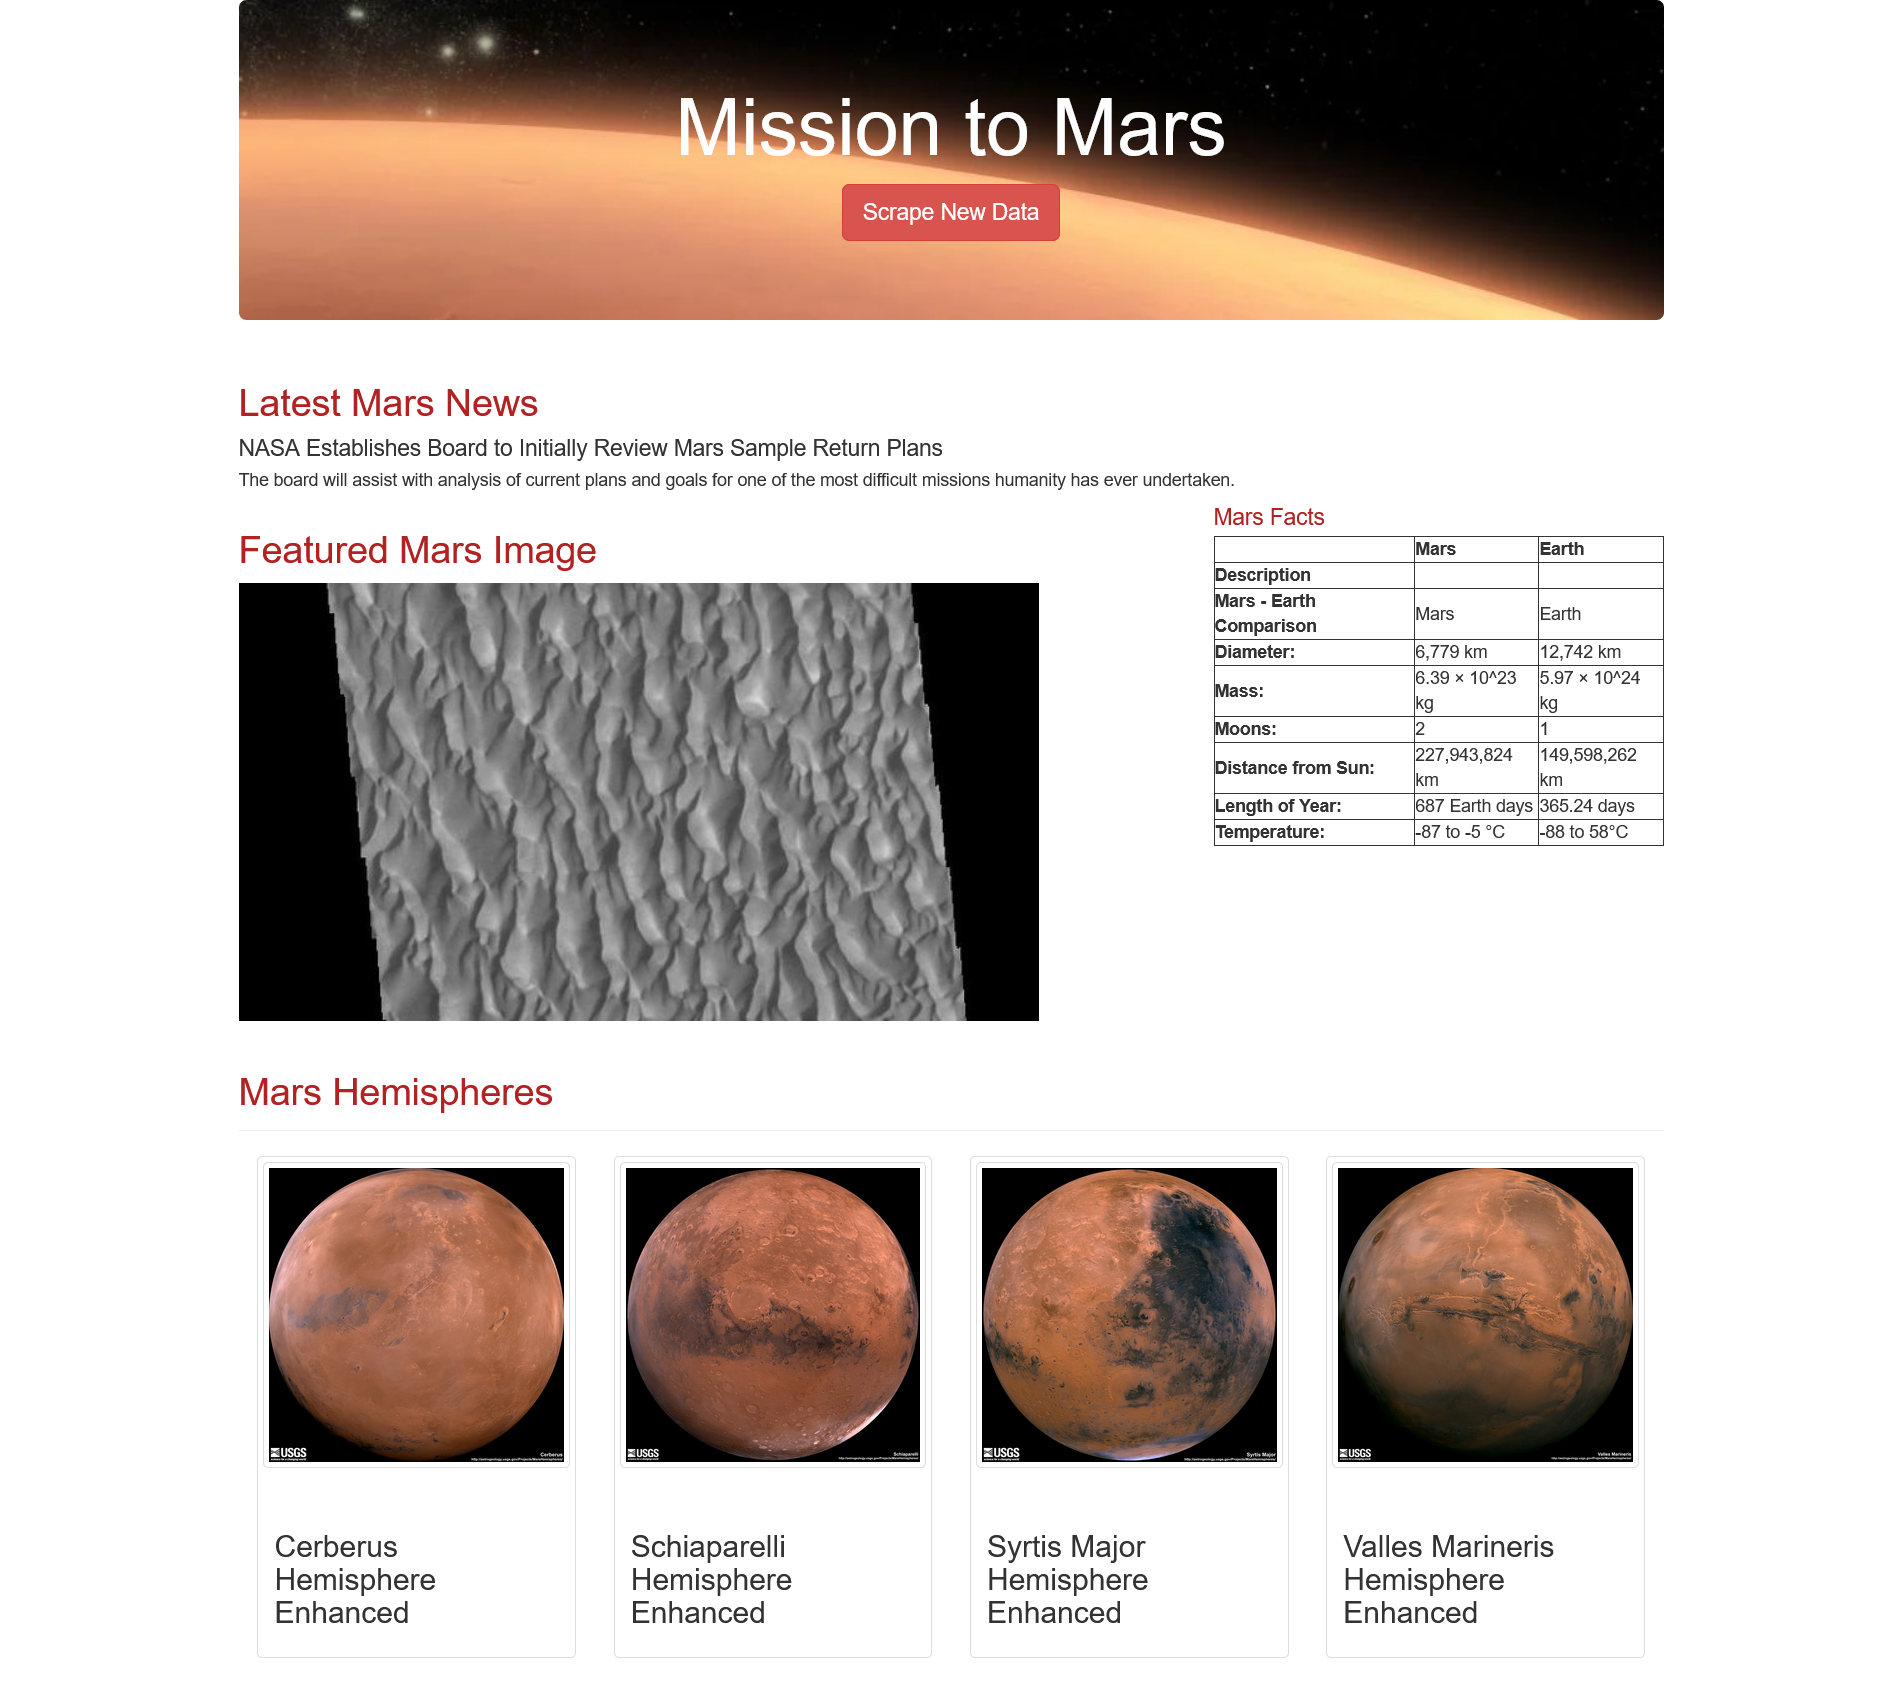 Mission to Mars
Scrape New Data
Latest Mars News
NASA Establishes Board to Initially Review Mars Sample Return Plans
The board will assist with analysis of current plans and goals for one of the most difficult missions humanity has ever undertaken.
Featured Mars Image
Mars Facts
Mars Earth
Description
Mars - Earth Comparison Mars Earth
Diameter: 6,779 km 12,742 km
Mass: 6.39 × 10^23 kg 5.97 × 10^24 kg
Moons: 2 1
Distance from Sun: 227,943,824 km 149,598,262 km
Length of Year: 687 Earth days 365.24 days
Temperature: -87 to -5 °C -88 to 58°C
Mars Hemispheres
USGS Cerberus
USGS Schiaparelli
USGS Syrtis Major
USGS Valles Marineris
Cerberus
Hemisphere
Enhanced
Schiaparelli
Hemisphere
Enhanced
Syrtis Major
Hemisphere
Enhanced
Valles Marineris
Hemisphere
Enhanced